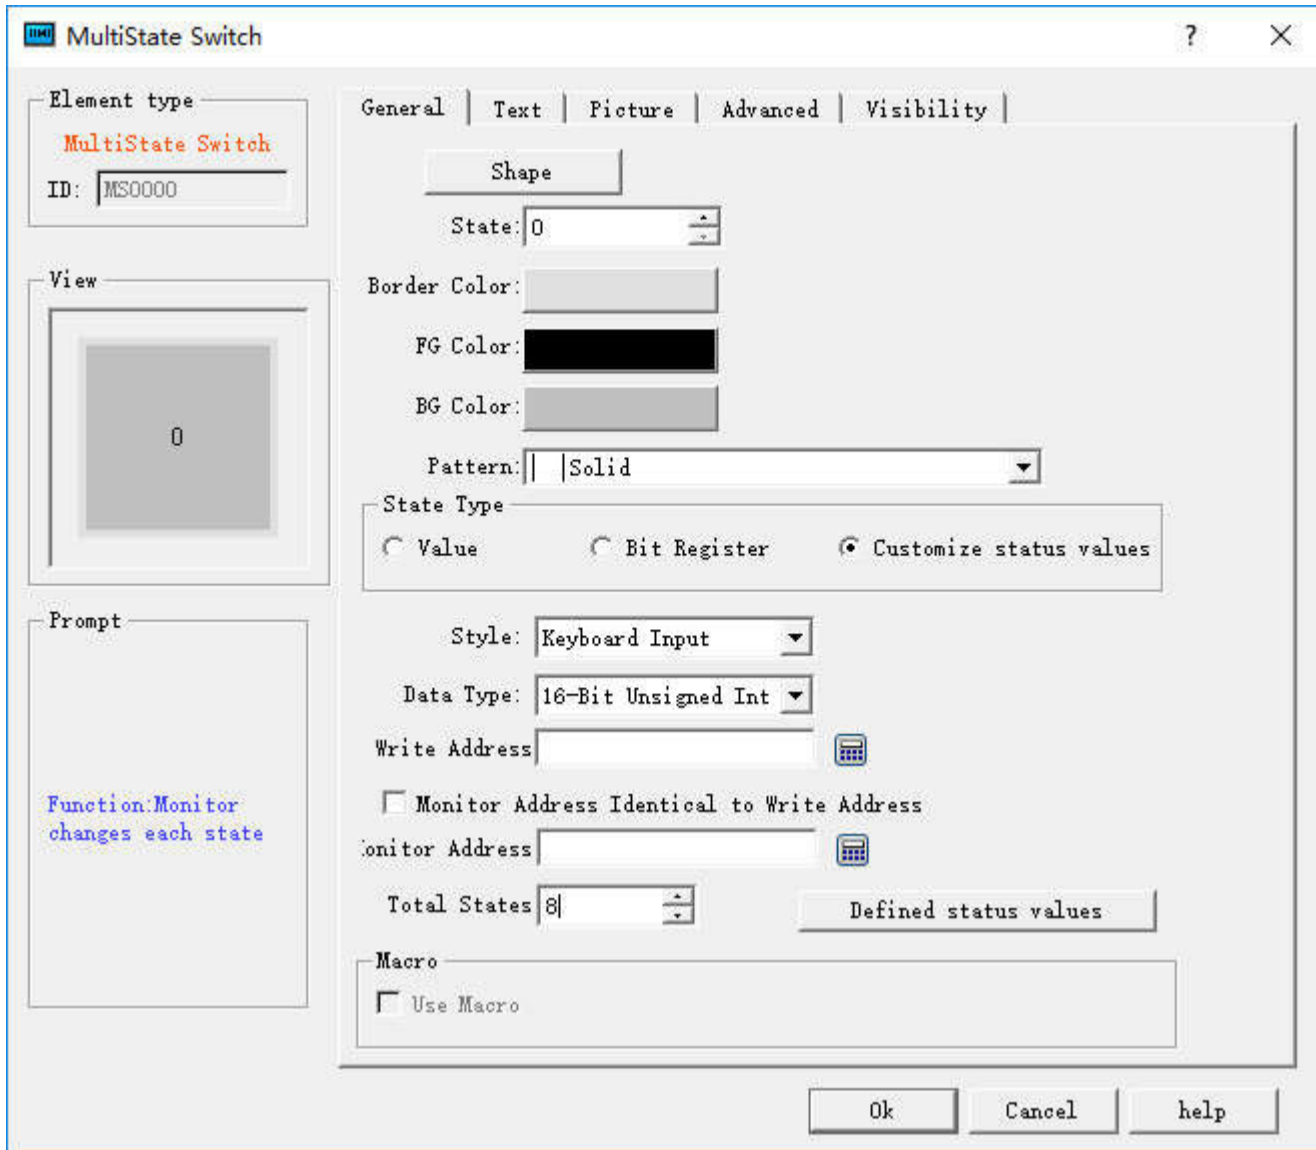 MultiState Switch
?
Element type
MultiState Switch
ID: MS0000
View
0
Prompt
Function:Monitor
changes each state
General
Text
Picture
Advanced
Visibility
Shape
State: 0
Border Color:
FG Color:
BG Color:
Pattern: Solid
State Type
Value
Bit Register
Customize status values
Style: Keyboard Input
Data Type: 16-Bit Unsigned Int
Write Address
Monitor Address Identical to Write Address
onitor Address
Total States 8
Defined status values
Macro
Use Macro
Ok
Cancel
help